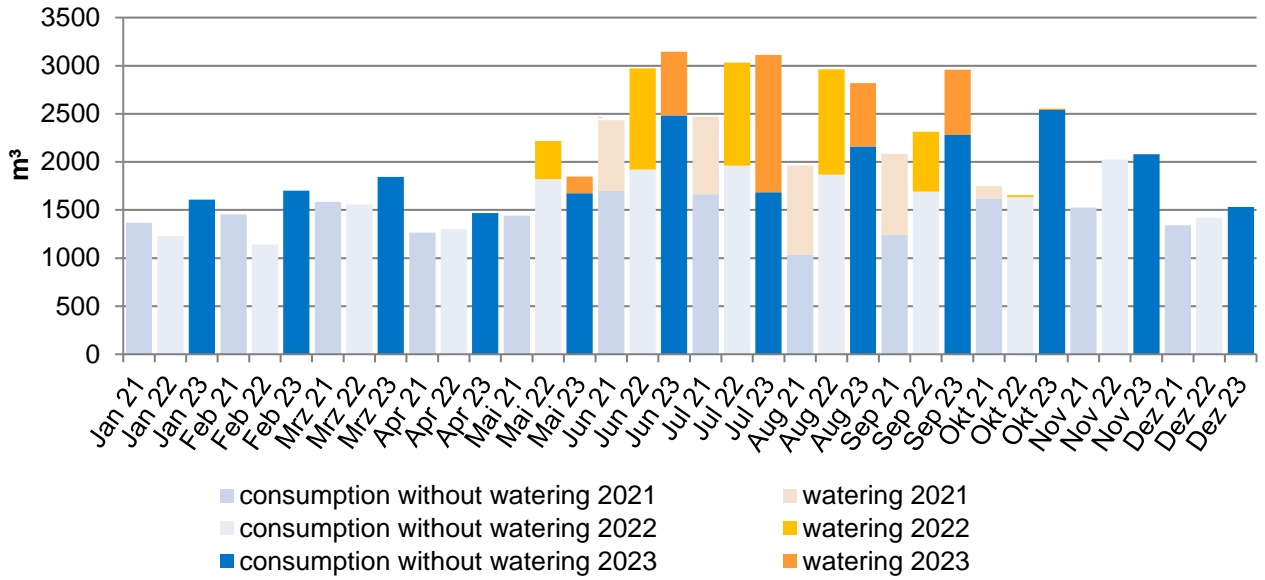 3500
3000
2500
2000
1500
1000
500
0
m³
Jan 21
Jan 22
Jan 23
Feb 21
Feb 22
Feb 23
Mrz 21
Mrz 22
Mrz 23
Apr 21
Apr 22
Apr 23
Mai 21
Mai 22
Mai 23
Jun 21
Jun 22
Jun 23
Jul 21
Jul 22
Jul 23
Aug 21
Aug 22
Aug 23
Sep 21
Sep 22
Sep 23
Okt 21
Okt 22
Okt 23
Nov 21
Nov 22
Nov 23
Dez 21
Dez 22
Dez 23
consumption without watering 2021
watering 2021
consumption without watering 2022
watering 2022
consumption without watering 2023
watering 2023